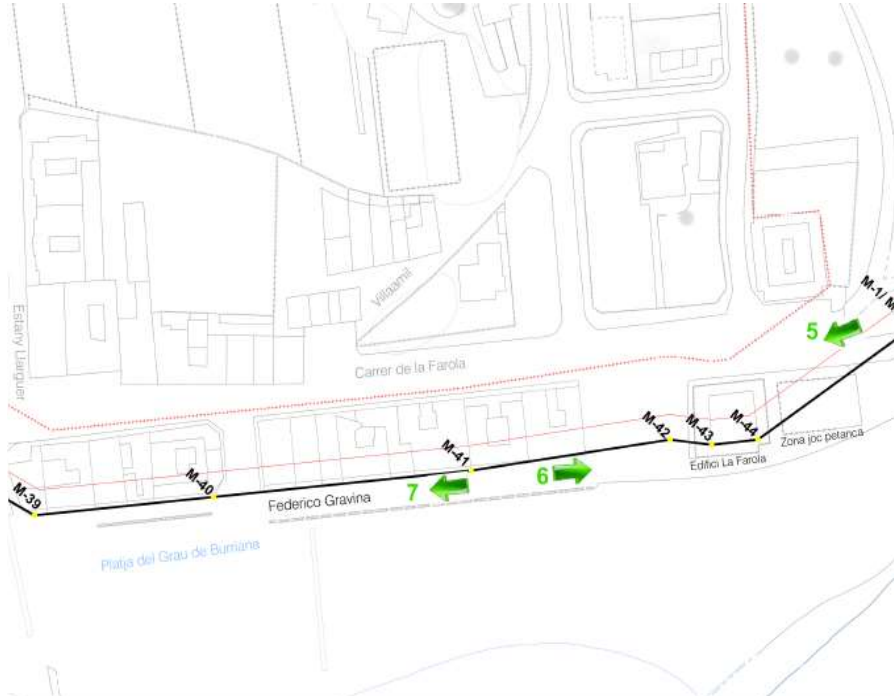 Estany Llarguer
Villaamil
Carrer de la Farola
M-1/
5
M-42
M-43
M-44
Zona joc petanca
Edifici La Farola
M-41
6
7
M-40
Federico Gravina
M-39
Platja del Grau de Burriana